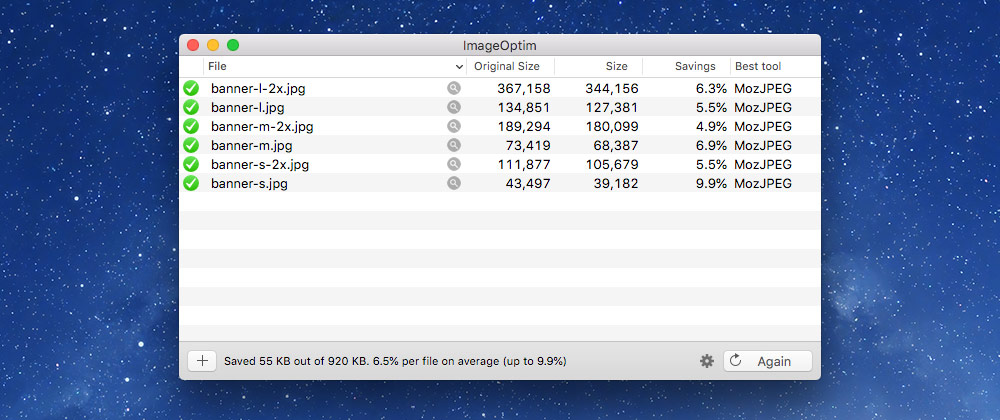 ImageOptim
File Original Size Size Savings Best tool
banner-l-2x.jpg 367,158 344,156 6.3% MozJPEG
banner-l.jpg 134,851 127,381 5.5% MozJPEG
banner-m-2x.jpg 189,294 180,099 4.9% MozJPEG
banner-m.jpg 73,419 68,387 6.9% MozJPEG
banner-s-2x.jpg 111,877 105,679 5.5% MozJPEG
banner-s.jpg 43,497 39,182 9.9% MozJPEG
Saved 55 KB out of 920 KB. 6.5% per file on average (up to 9.9%) Again